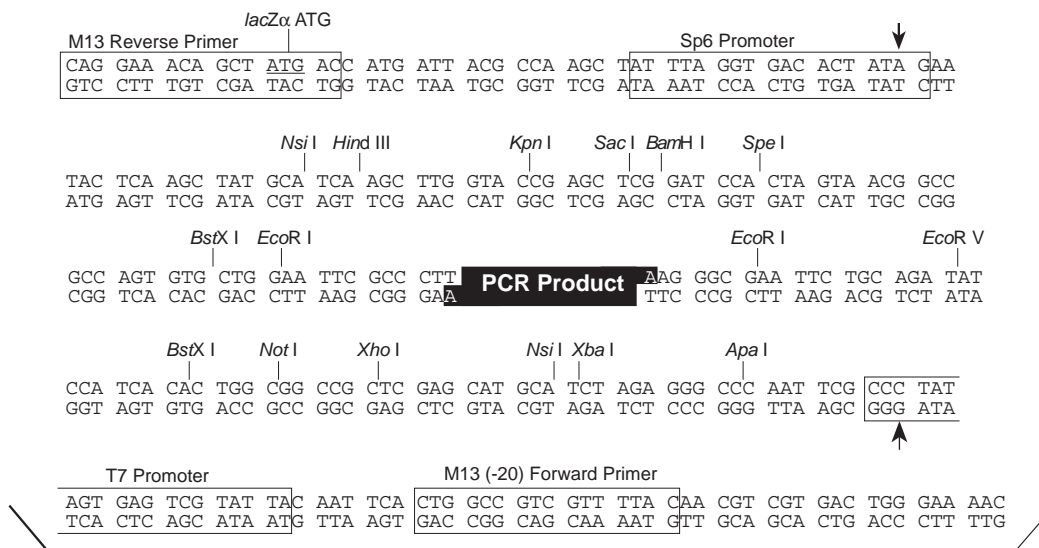 lacZα ATG
M13 Reverse Primer Sp6 Promoter
CAG GAA ACA GCT ATG ACC ATG ATT ACG CCA AGC TAT TTA GGT GAC ACT ATA GAA
GTC CTT TGT CGA TAC TGG TAC TAA TGC GGT TCG ATA AAT CCA CTG TGA TAT CTT
Nsi I Hind III Kpn I Sac I BamH I Spe I
TAC TCA AGC TAT GCA TCA AGC TTG GTA CCG AGC TCG GAT CCA CTA GTA ACG GCC
ATG AGT TCG ATA CGT AGT TCG AAC CAT GGC TCG AGC CTA GGT GAT CAT TGC CGG
BstX I EcoR I EcoR I EcoR V
GCC AGT GTG CTG GAA TTC GCC CTT PCR Product AAG GGC GAA TTC TGC AGA TAT
CGG TCA CAC GAC CTT AAG CGG GAA TTC CCG CTT AAG ACG TCT ATA
BstX I Not I Xho I Nsi I Xba I Apa I
CCA TCA CAC TGG CGG CCG CTC GAG CAT GCA TCT AGA GGG CCC AAT TCG CCC TAT
GGT AGT GTG ACC GCC GGC GAG CTC GTA CGT AGA TCT CCC GGG TTA AGC GGG ATA
T7 Promoter M13 (-20) Forward Primer
AGT GAG TCG TAT TAC AAT TCA CTG GCC GTC GTT TTA CAA CGT CGT GAC TGG GAA AAC
TCA CTC AGC ATA ATG TTA AGT GAC CGG CAG CAA AAT GTT GCA GCA CTG ACC CTT TTG